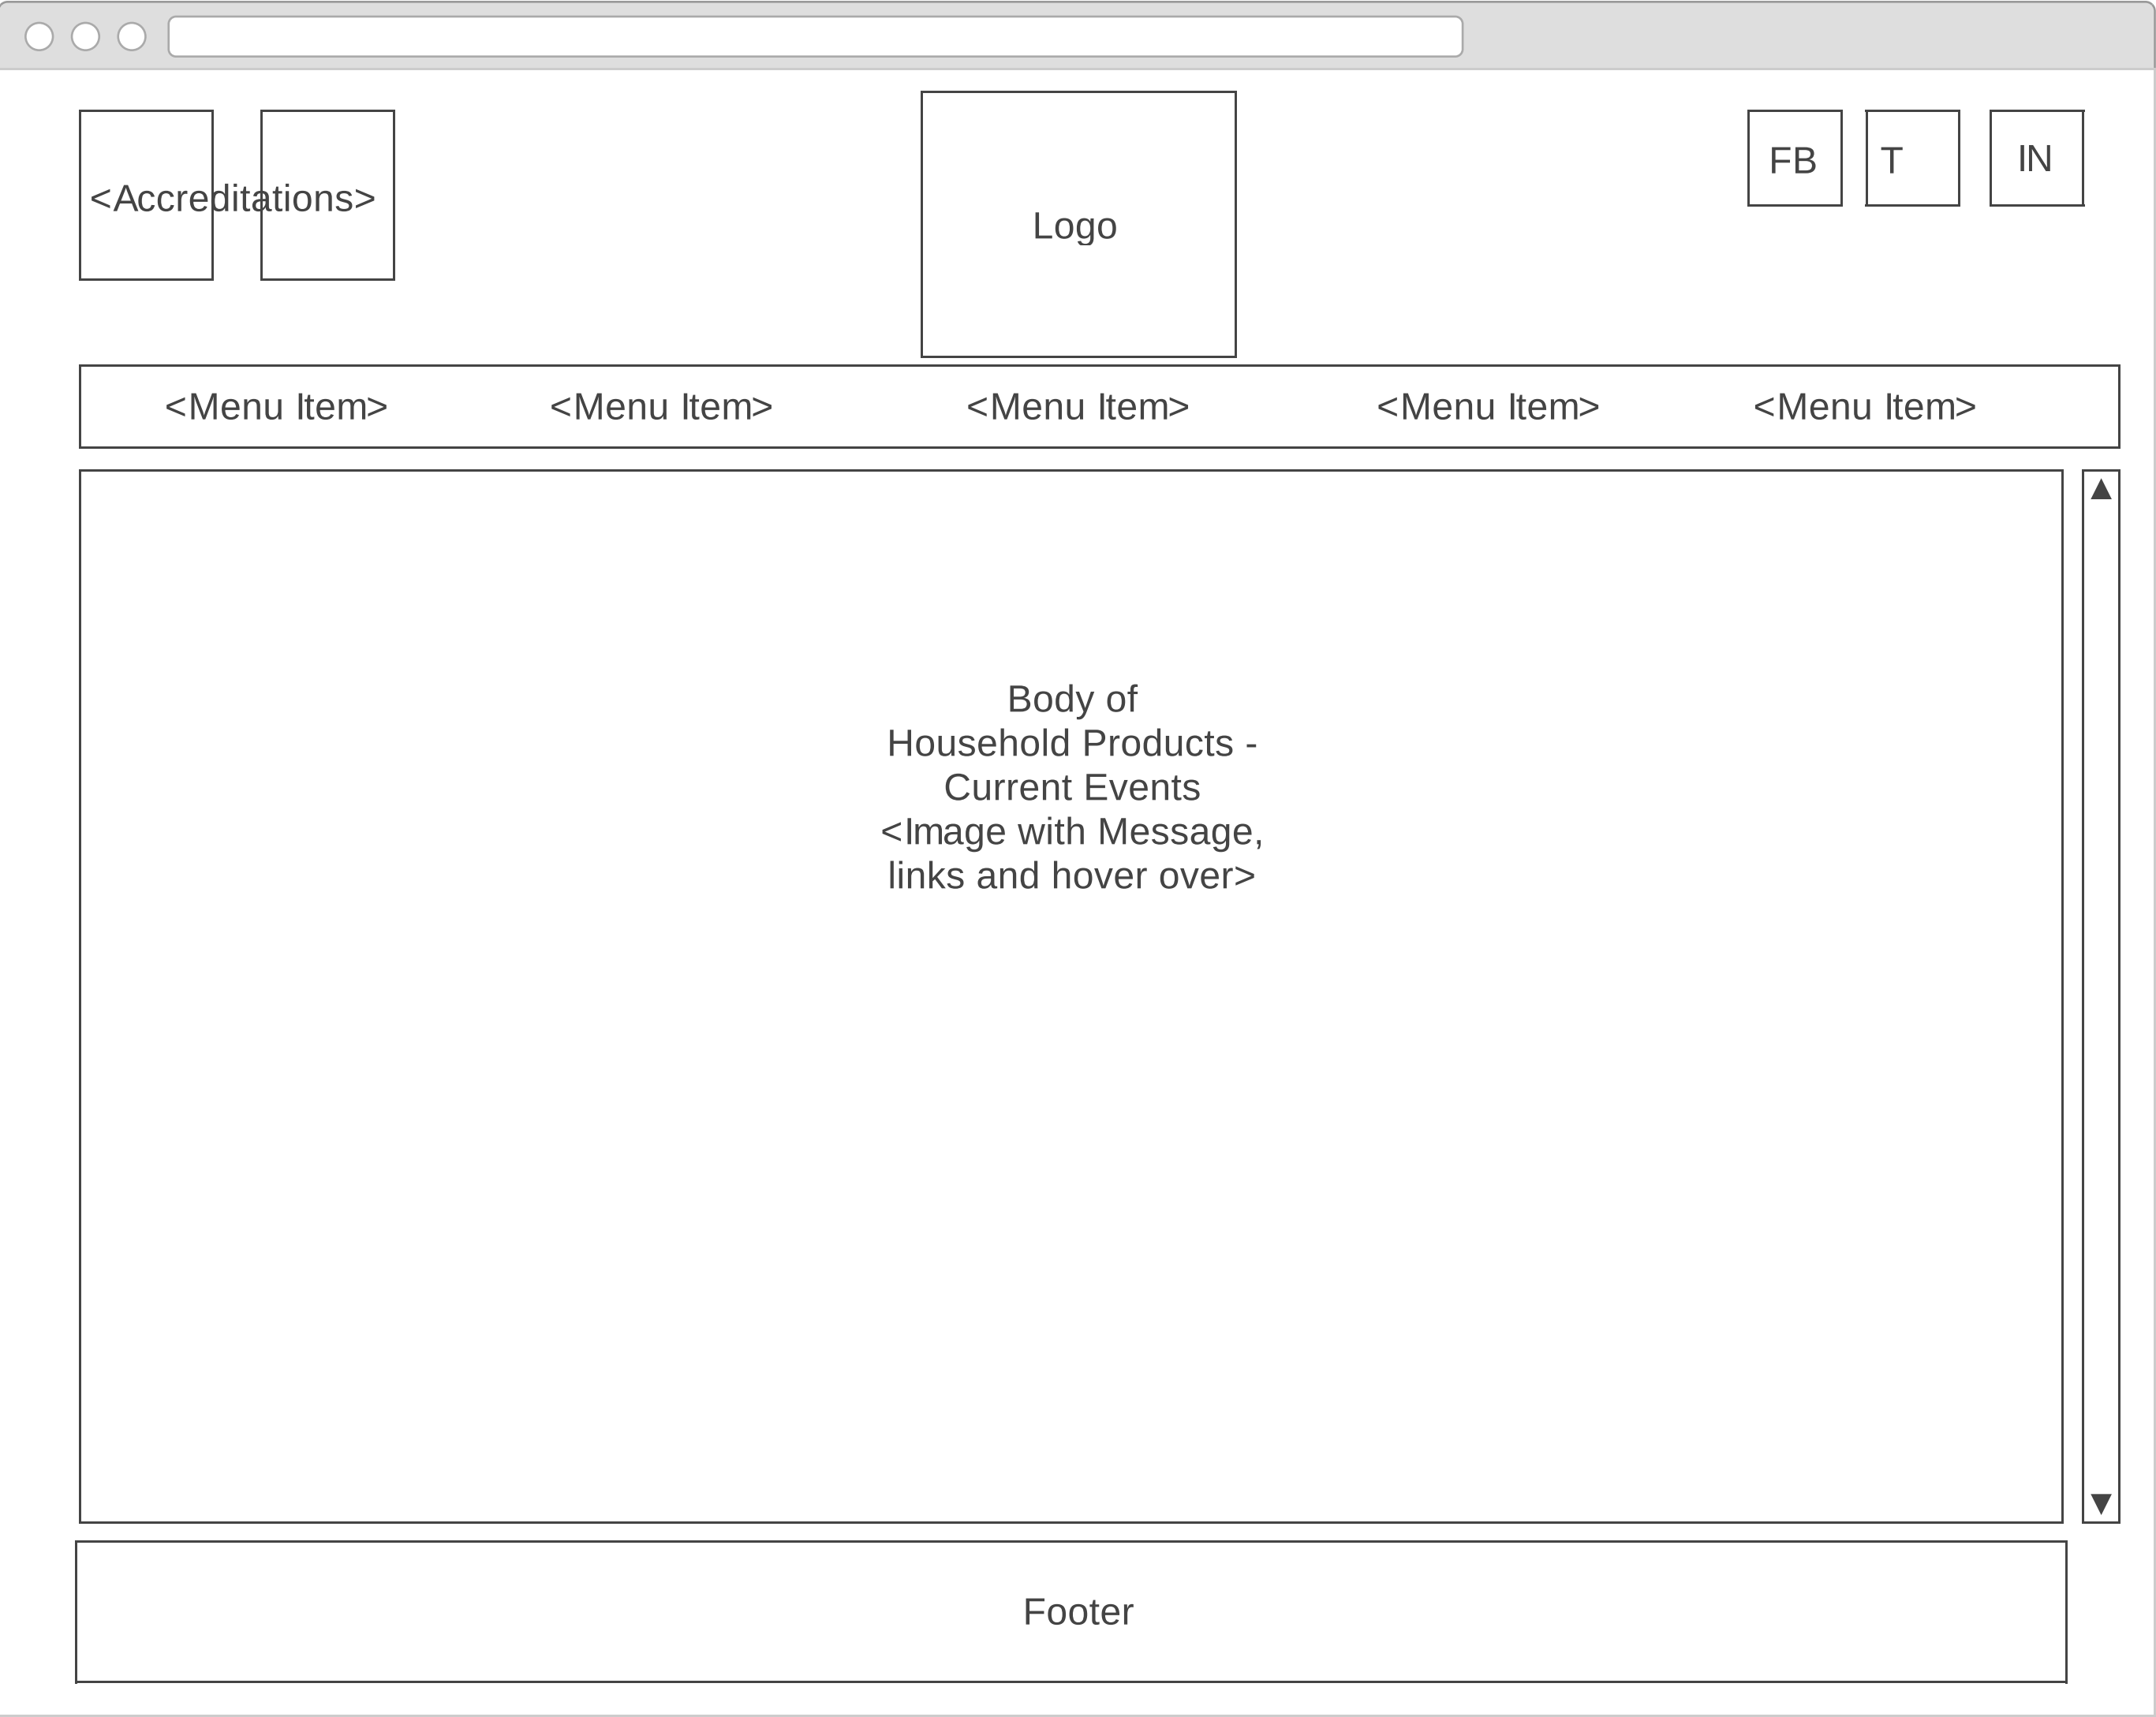 <Accreditations>
Logo
FB
T
IN
<Menu Item>
<Menu Item>
<Menu Item>
<Menu Item>
<Menu Item>
Body of
Household Products -
Current Events
<Image with Message,
links and hover over>
Footer